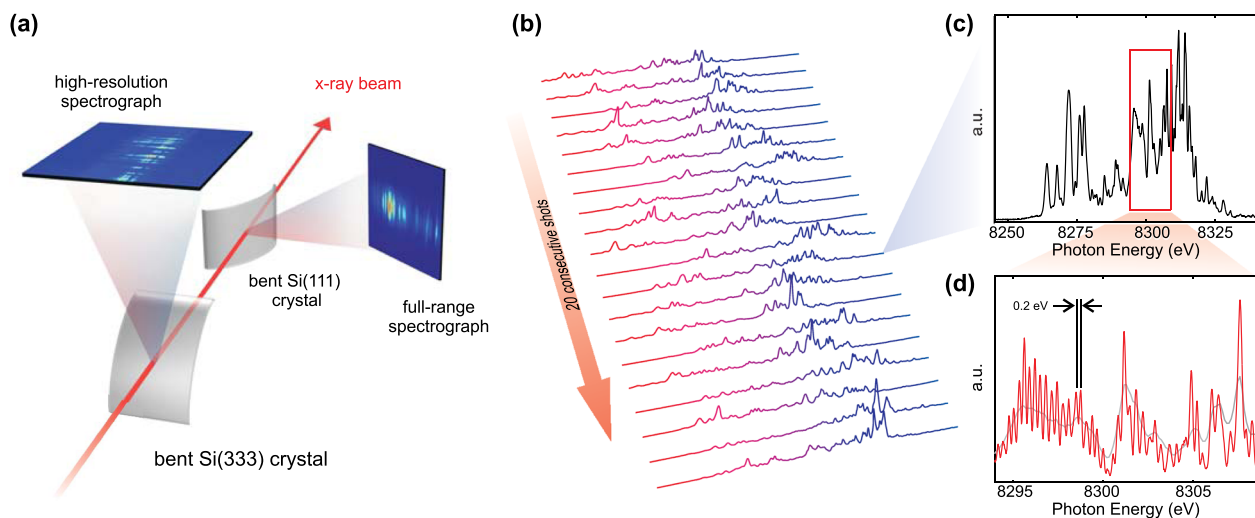 (a)
high-resolution
spectrograph
x-ray beam
bent Si(111)
crystal
full-range
spectrograph
bent Si(333) crystal
(b)
20 consecutive shots
(c)
a.u.
8250
8275
8300
8325
Photon Energy (eV)
(d)
0.2 eV
a.u.
8295
8300
8305
Photon Energy (eV)